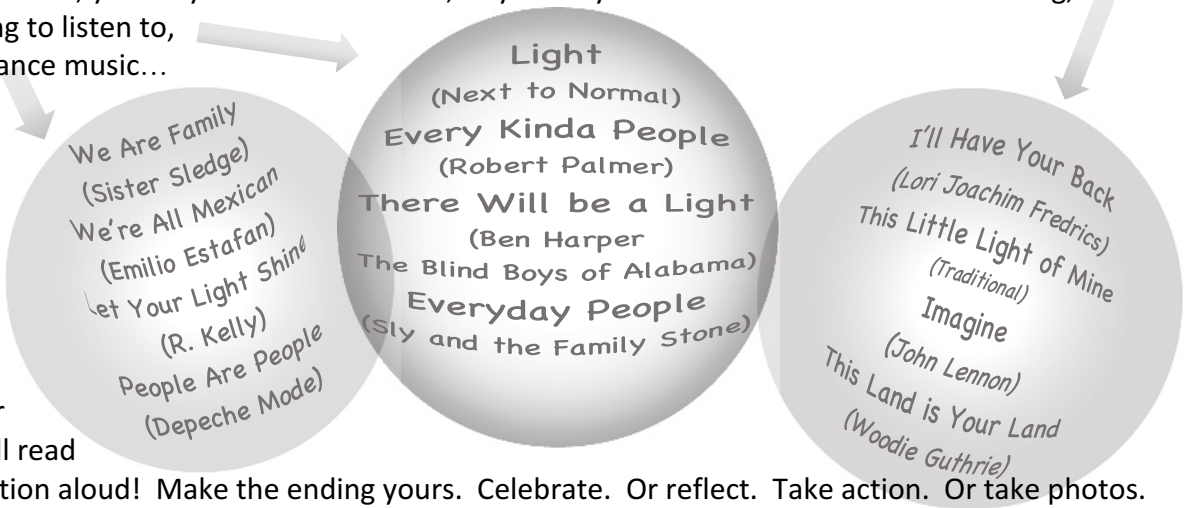 ng to listen to,
ance music…
We Are Family
(Sister Sledge)
We're All Mexican
(Emilio Estafan)
Let Your Light Shine
(R. Kelly)
People Are People
(Depeche Mode)
Light
(Next to Normal)
Every Kinda People
(Robert Palmer)
There Will be a Light
(Ben Harper
The Blind Boys of Alabama)
Everyday People
(Sly and the Family Stone)
I'll Have Your Back
(Lori Joachim Fredrics)
This Little Light of Mine
(Traditional)
Imagine
(John Lennon)
This Land is Your Land
(Woodie Guthrie)
r
ll read
tion aloud!  Make the ending yours.  Celebrate.  Or reflect.  Take action.  Or take photos.